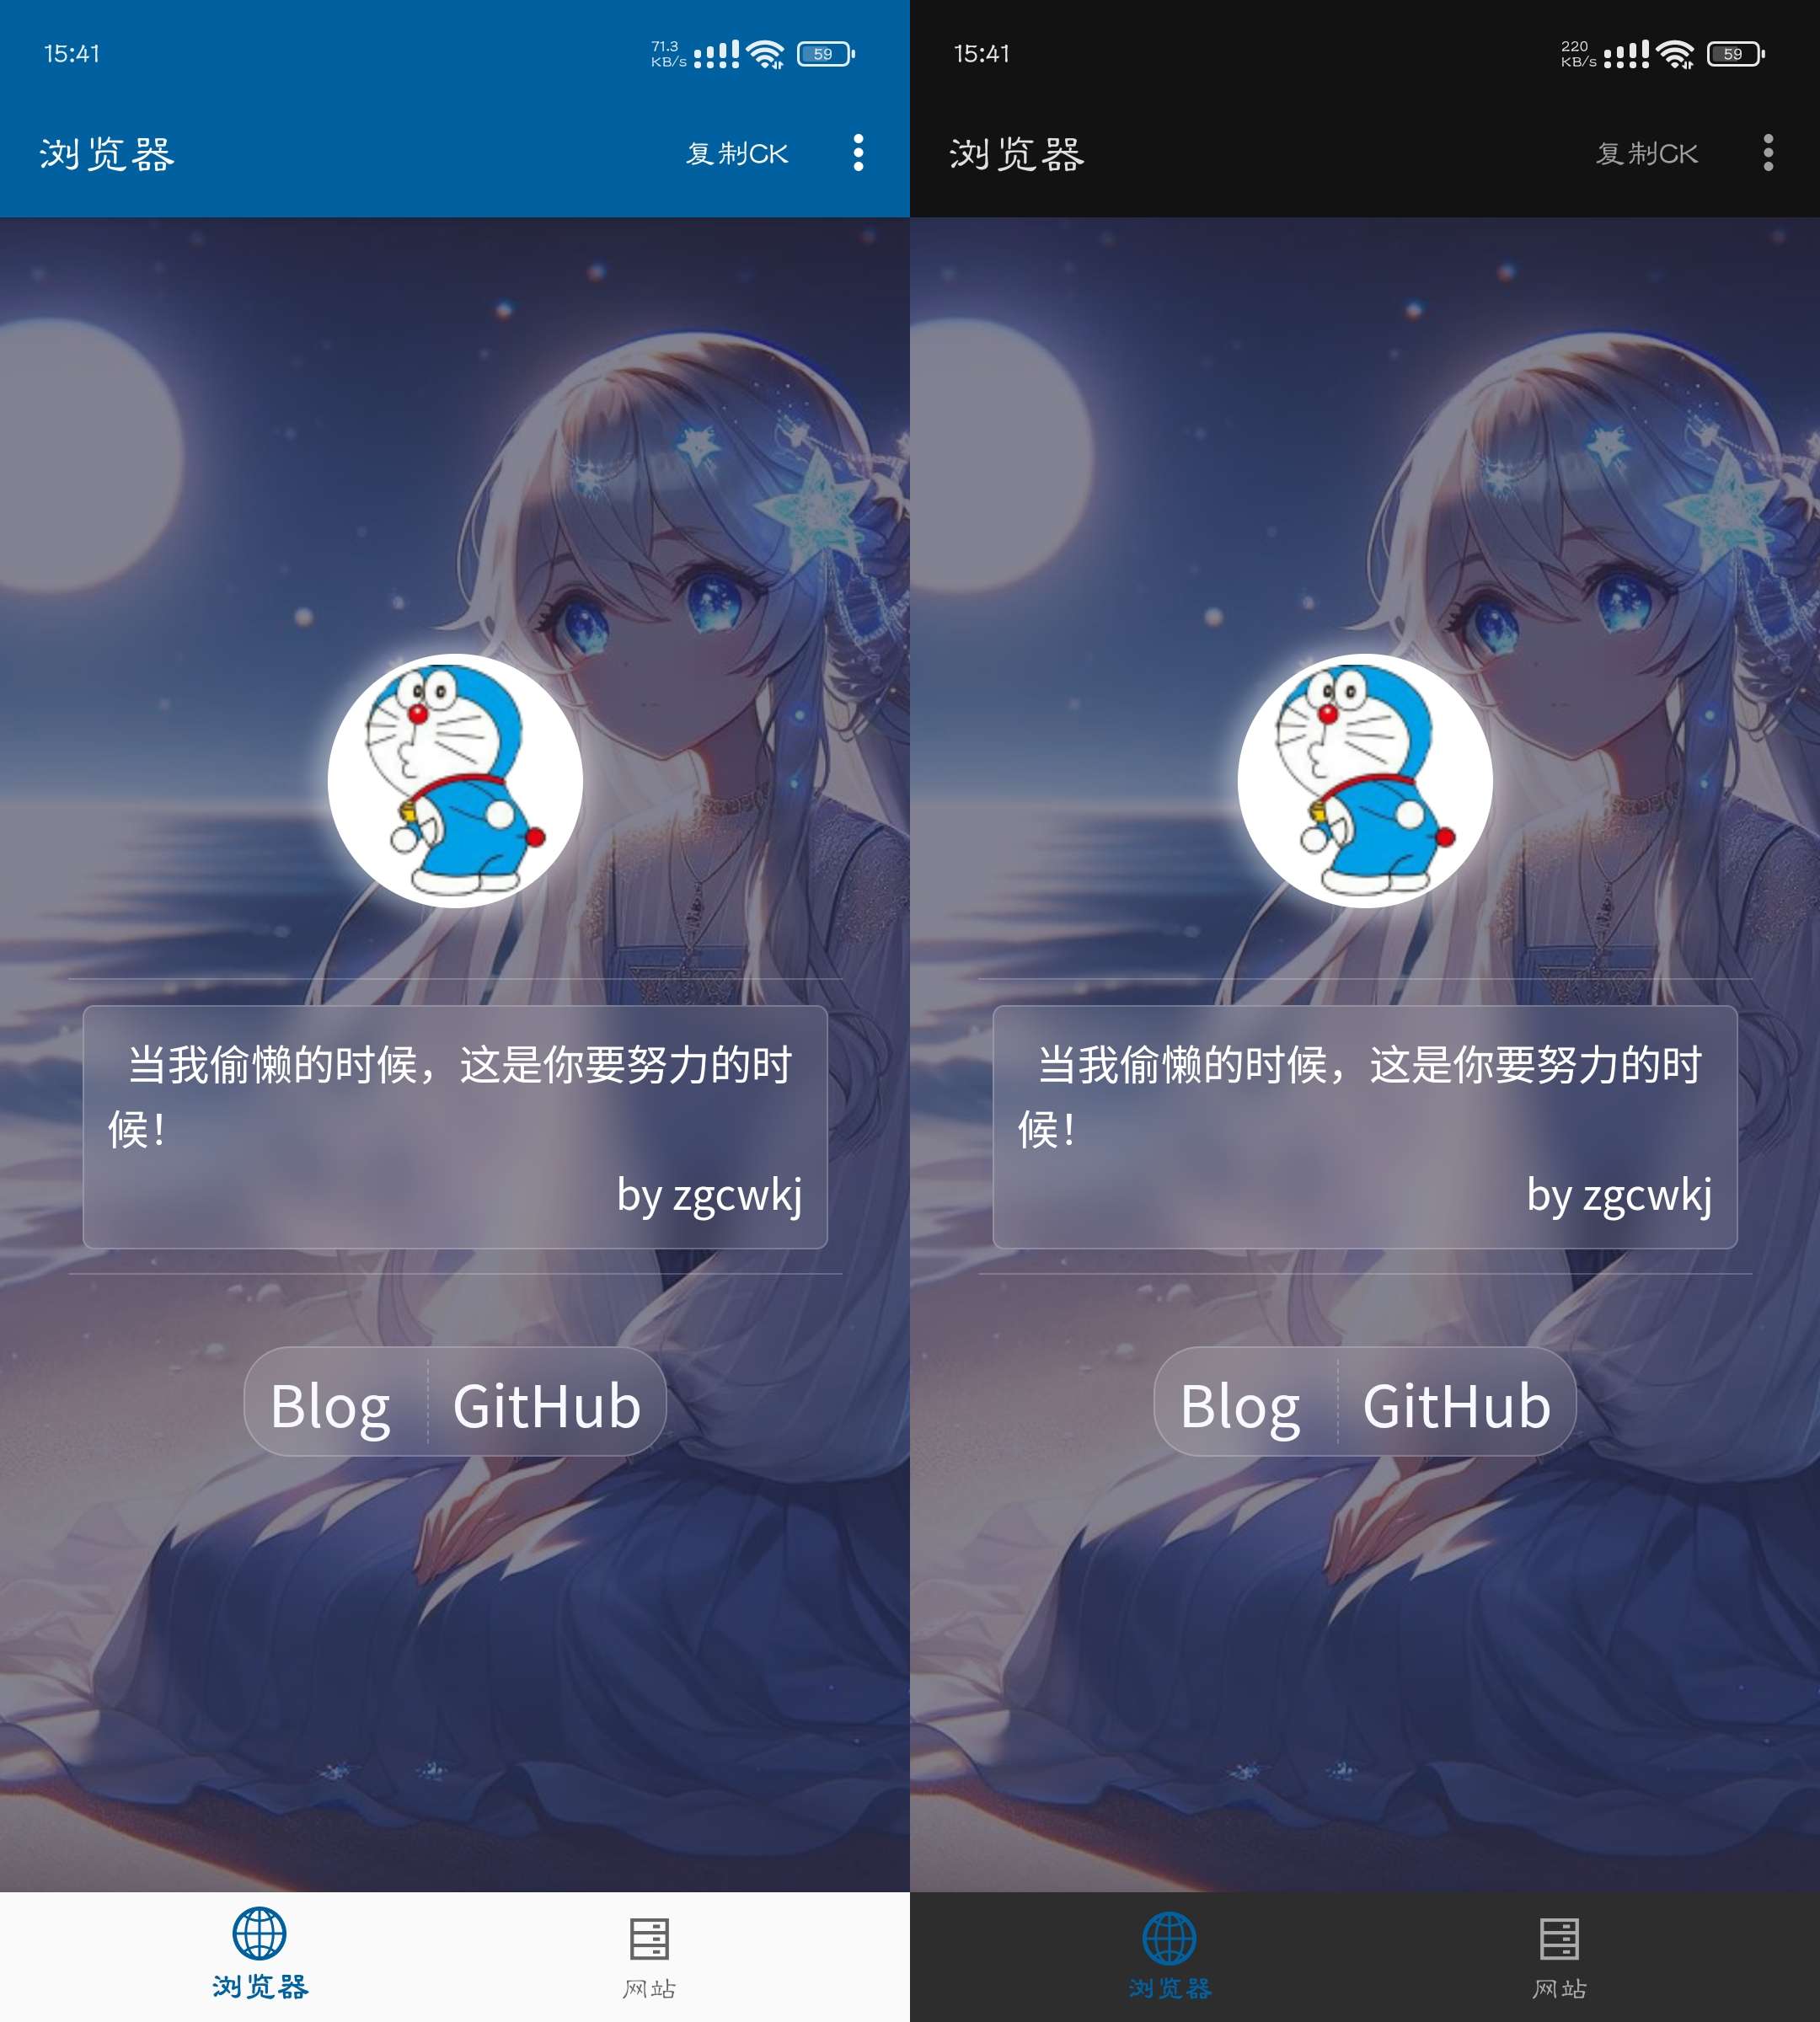 15:41
71.3
KB/s
59
浏览器
复制CK
当我偷懒的时候，这是你要努力的时
候！
by zgcwkj
Blog
GitHub
浏览器
网站
15:41
220
KB/s
59
浏览器
复制CK
当我偷懒的时候，这是你要努力的时
候！
by zgcwkj
Blog
GitHub
浏览器
网站